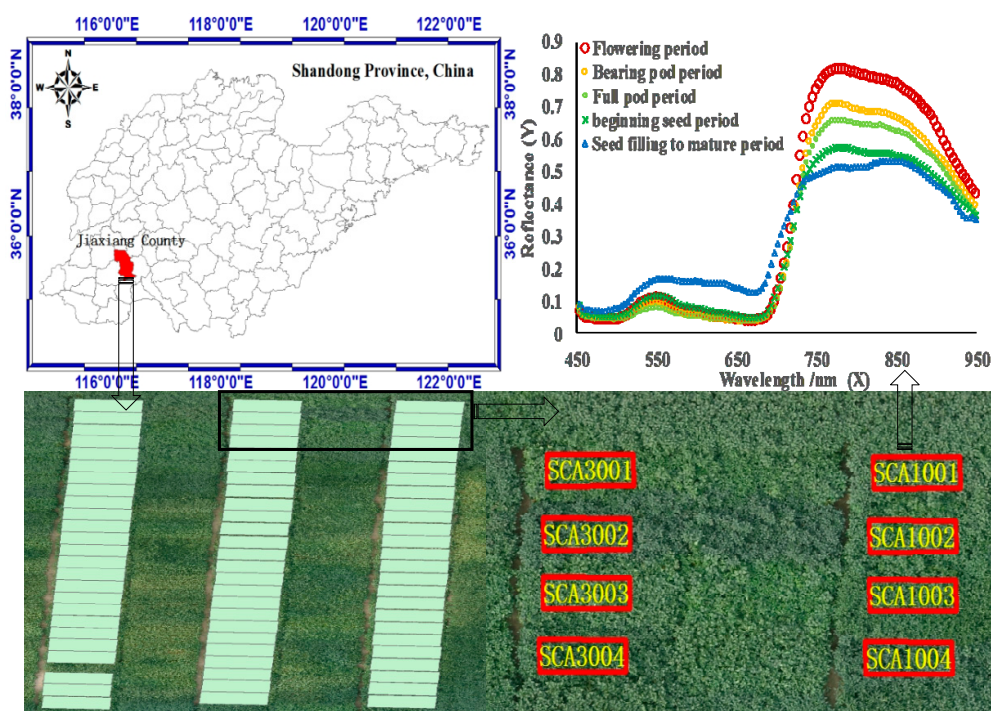 116°0'0"E 118°0'0"E 120°0'0"E 122°0'0"E
Shandong Province, China
N
W E
S
38°0'0"N 38°0'0"N
36°0'0"N 36°0'0"N
Jiaxiang County
116°0'0"E 118°0'0"E 120°0'0"E 122°0'0"E
Reflectance (Y)
0.9
0.8
0.7
0.6
0.5
0.4
0.3
0.2
0.1
0
Flowering period
Bearing pod period
Full pod period
beginning seed period
Seed filling to mature period
450 550 650 750 850 950
Wavelength /nm (X)
SCA3001 SCA1001
SCA3002 SCA1002
SCA3003 SCA1003
SCA3004 SCA1004